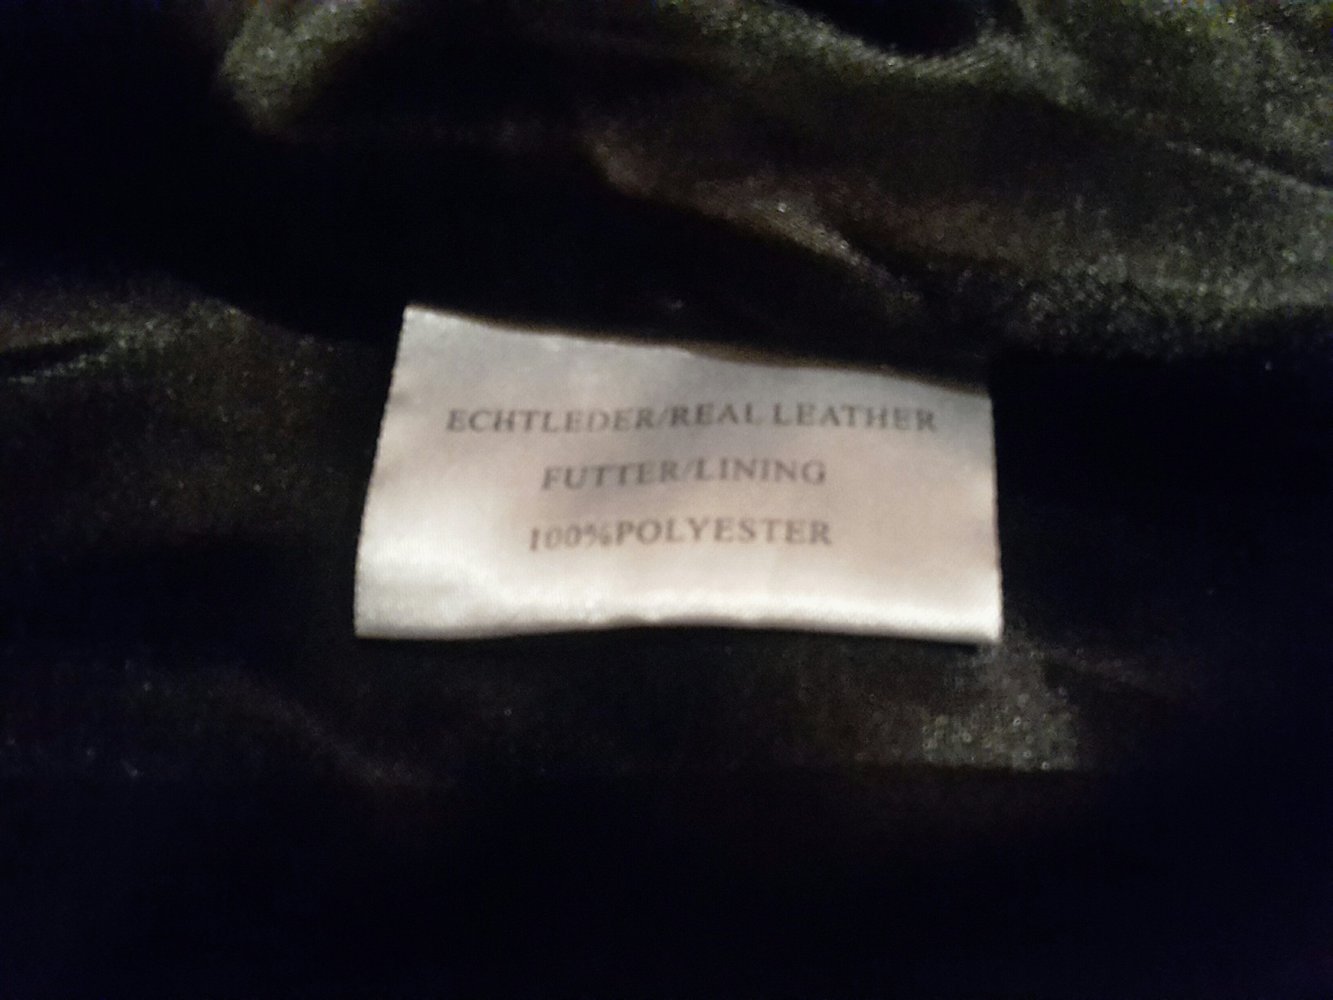 ECHTLEDER/REAL LEATHER
FUTTER/LINING
100%POLYESTER